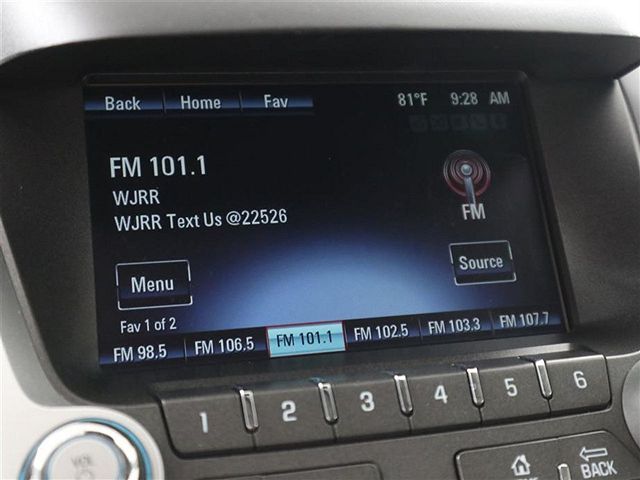 Back Home Fav 81°F 9:28 AM
FM 101.1
WJRR
WJRR Text Us @22526
FM
Menu
Source
Fav 1 of 2
FM 98.5 FM 106.5 FM 101.1 FM 102.5 FM 103.3 FM 107.7
1 2 3 4 5 6
VOL
BACK